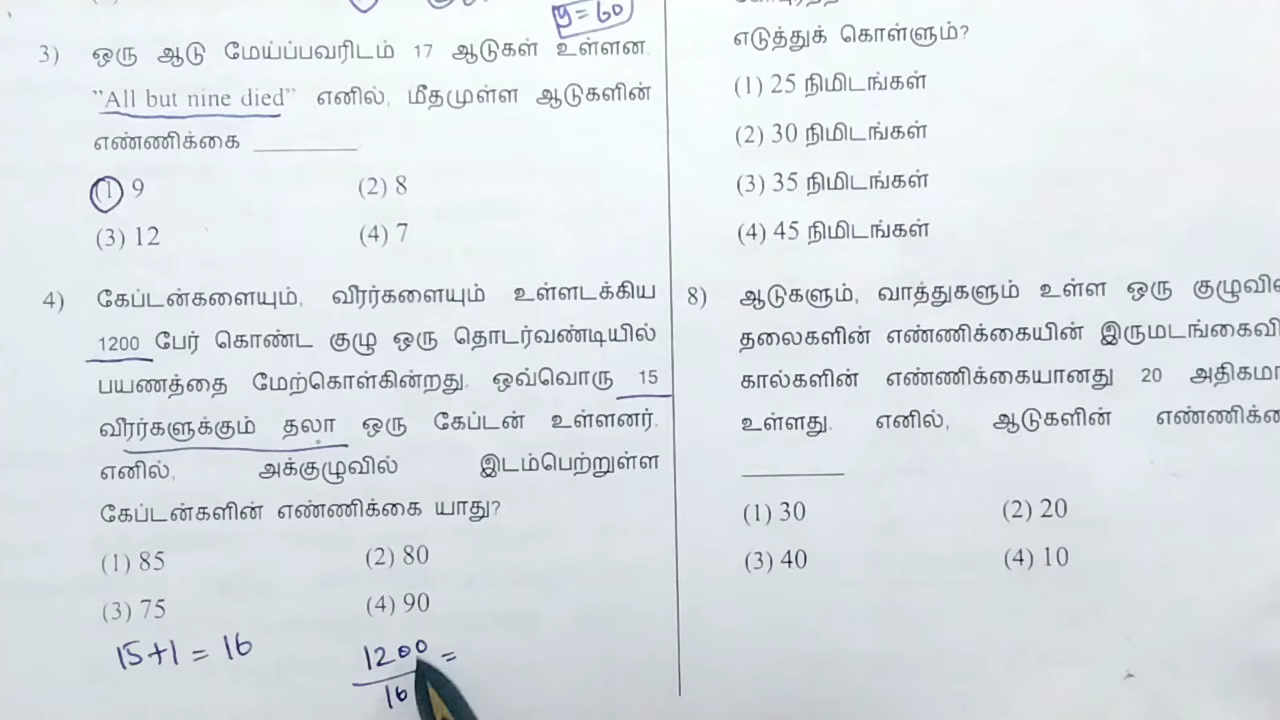 y = 60
3) ஒரு ஆடு மேய்ப்பவரிடம் 17 ஆடுகள் உள்ளன.
"All but nine died" எனில், மீதமுள்ள ஆடுகளின்
எண்ணிக்கை ________
(1) 9 (2) 8
(3) 12 (4) 7
4) கேப்டன்களையும், வீரர்களையும் உள்ளடக்கிய
1200 பேர் கொண்ட குழு ஒரு தொடர்வண்டியில்
பயணத்தை மேற்கொள்கின்றது. ஒவ்வொரு 15
வீரர்களுக்கும் தலா ஒரு கேப்டன் உள்ளனர்.
எனில், அக்குழுவில் இடம்பெற்றுள்ள
கேப்டன்களின் எண்ணிக்கை யாது?
(1) 85 (2) 80
(3) 75 (4) 90
15+1 = 16
1200 =
16
எடுத்துக் கொள்ளும்?
(1) 25 நிமிடங்கள்
(2) 30 நிமிடங்கள்
(3) 35 நிமிடங்கள்
(4) 45 நிமிடங்கள்
8) ஆடுகளும், வாத்துகளும் உள்ள ஒரு
தலைகளின் எண்ணிக்கையின்
கால்களின் எண்ணிக்கையானது 20
உள்ளது. எனில், ஆடுகளின்
________
(1) 30 (2) 20
(3) 40 (4) 10